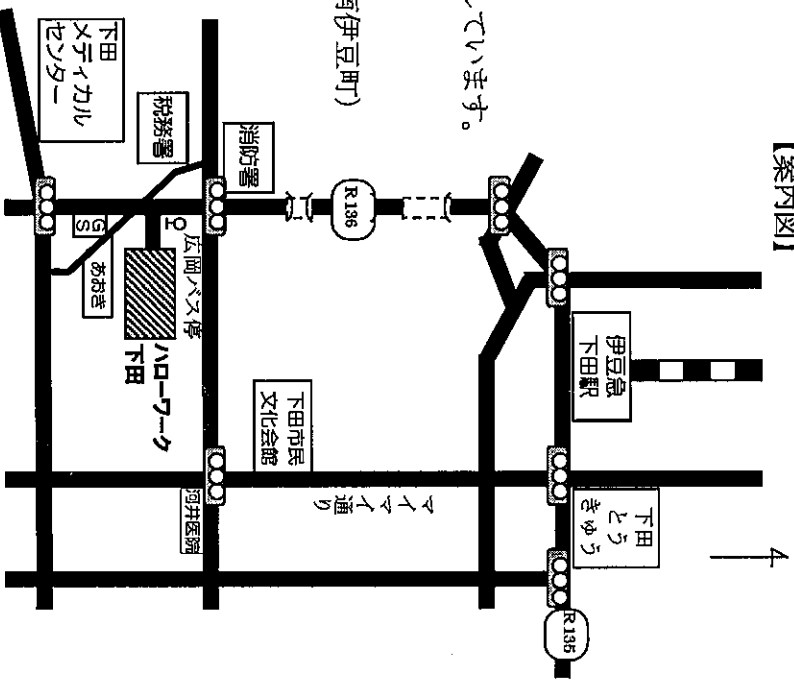 【案内図】
ています。
伊豆町)
4
下田
メディカル
センター
税務署
消防署
R136
GS
あおき
広岡バス停
ハローワーク
下田
伊豆急
下田駅
下田市民
文化会館
マイマイ通り
河井医院
下田
とう
きゅう
R135